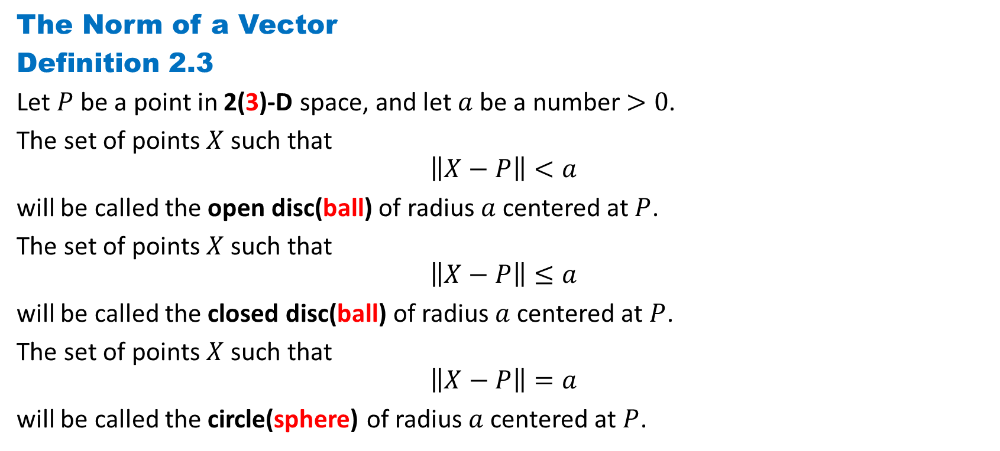 The Norm of a Vector
Definition 2.3
Let P be a point in 2(3)-D space, and let a be a number > 0.
The set of points X such that
‖X − P‖ < a
will be called the open disc(ball) of radius a centered at P.
The set of points X such that
‖X − P‖ ≤ a
will be called the closed disc(ball) of radius a centered at P.
The set of points X such that
‖X − P‖ = a
will be called the circle(sphere) of radius a centered at P.